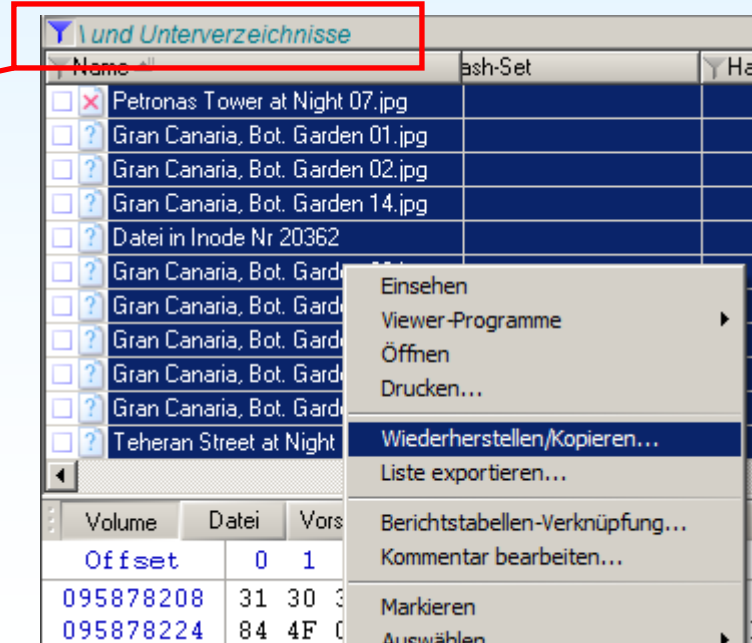 \ und Unterverzeichnisse
Name ash-Set Ha
Petronas Tower at Night 07.jpg
Gran Canaria, Bot. Garden 01.jpg
Gran Canaria, Bot. Garden 02.jpg
Gran Canaria, Bot. Garden 14.jpg
Datei in Inode Nr 20362
Gran Canaria, Bot. Gard
Gran Canaria, Bot. Gard
Gran Canaria, Bot. Gard
Gran Canaria, Bot. Gard
Gran Canaria, Bot. Gard
Teheran Street at Night
Einsehen
Viewer-Programme
Öffnen
Drucken...
Wiederherstellen/Kopieren...
Liste exportieren...
Berichtstabellen-Verknüpfung...
Kommentar bearbeiten...
Markieren
Auswählen
Volume Datei Vors
Offset 0 1
095878208 31 30
095878224 84 4F